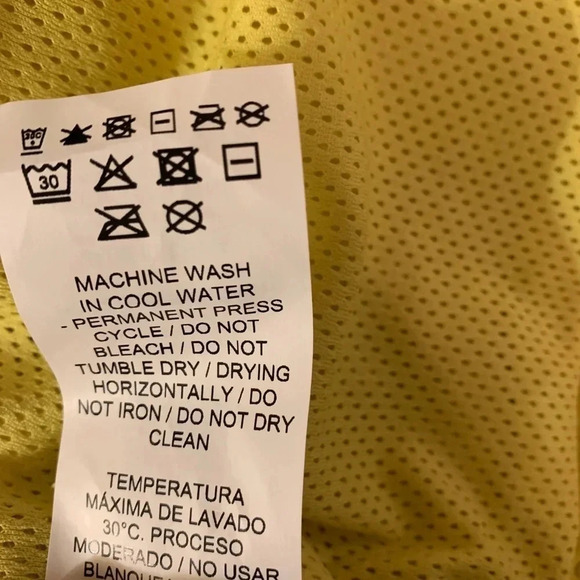 30C
30
MACHINE WASH
IN COOL WATER
- PERMANENT PRESS
CYCLE / DO NOT
BLEACH / DO NOT
TUMBLE DRY / DRYING
HORIZONTALLY / DO
NOT IRON / DO NOT DRY
CLEAN
TEMPERATURA
MÁXIMA DE LAVADO
30°C. PROCESO
MODERADO / NO USAR